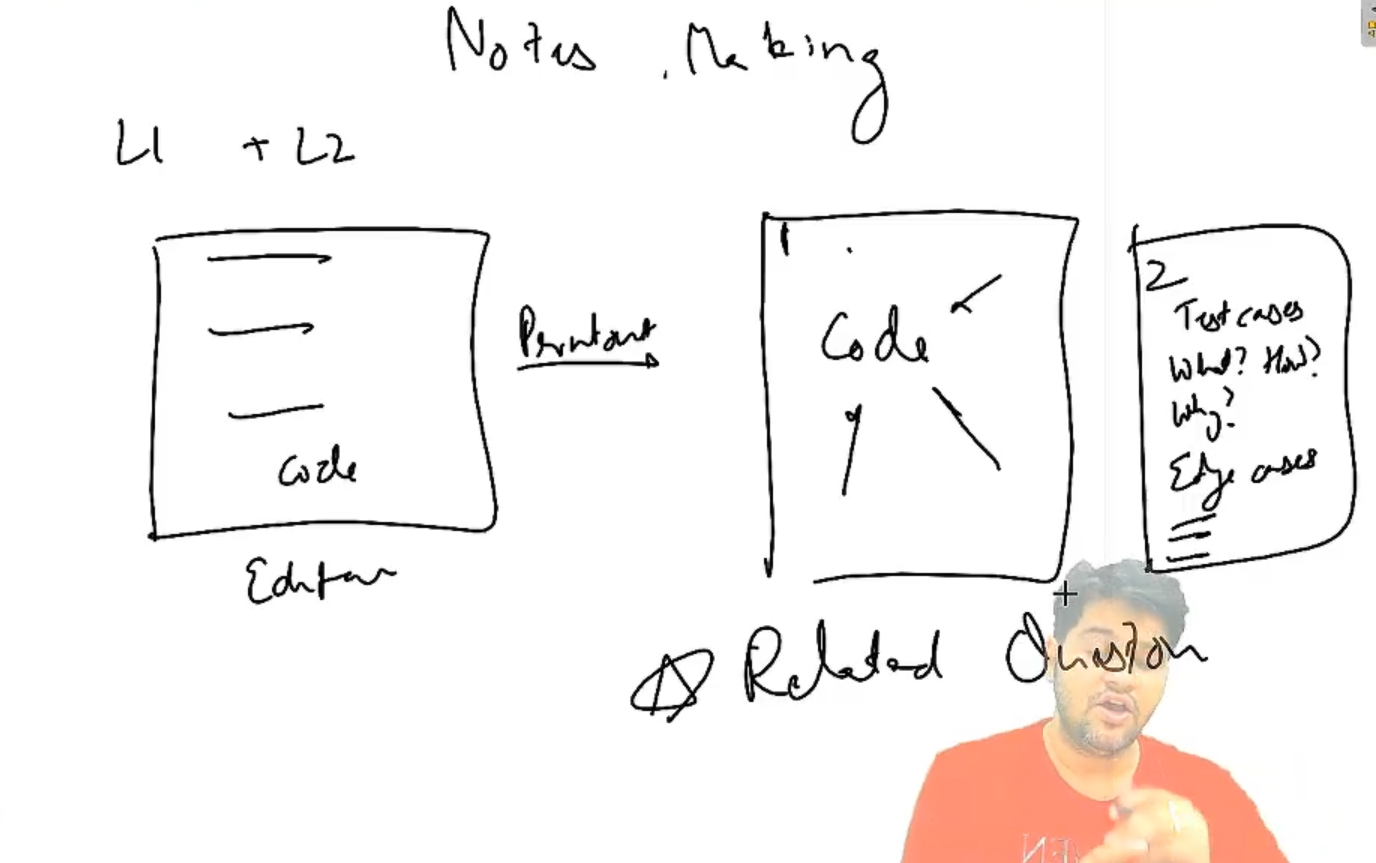 Notes Making
L1 + L2
Code
Editor
Printout
1
Code
2
Test cases
What? How?
Why?
Edge cases
Related Question